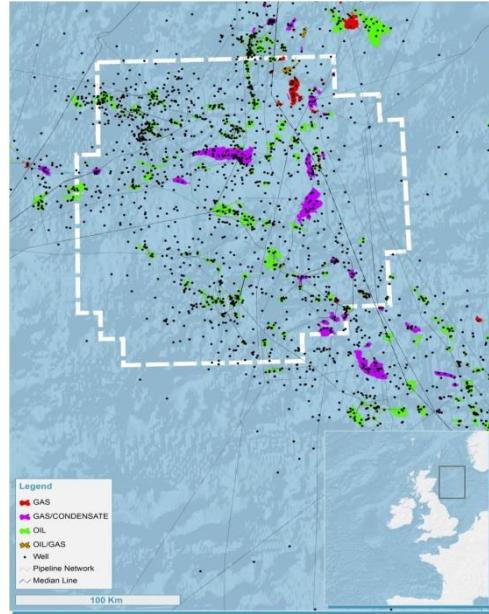 Legend
GAS
GAS/CONDENSATE
OIL
OIL/GAS
Well
Pipeline Network
Median Line
100 Km